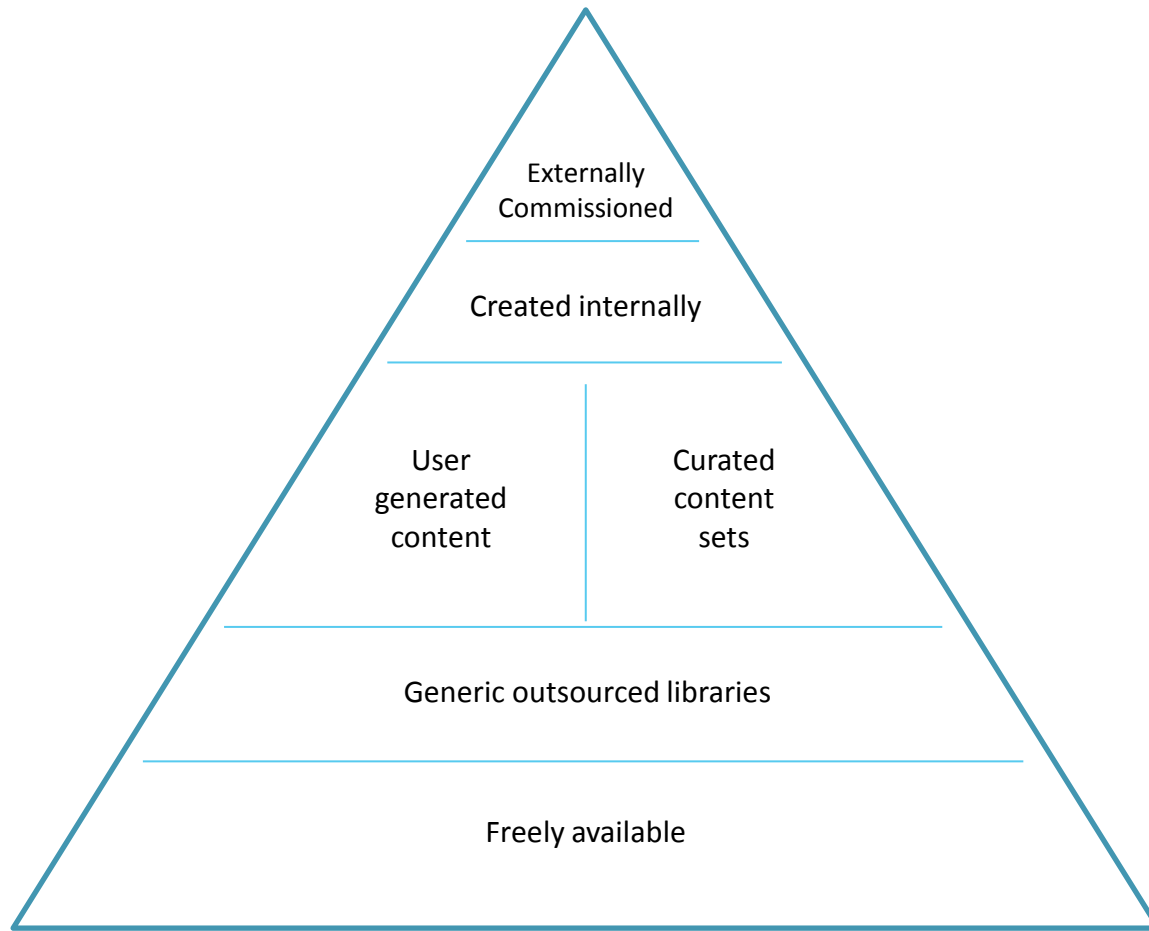 Externally
Commissioned
Created internally
User
generated
content
Curated
content
sets
Generic outsourced libraries
Freely available